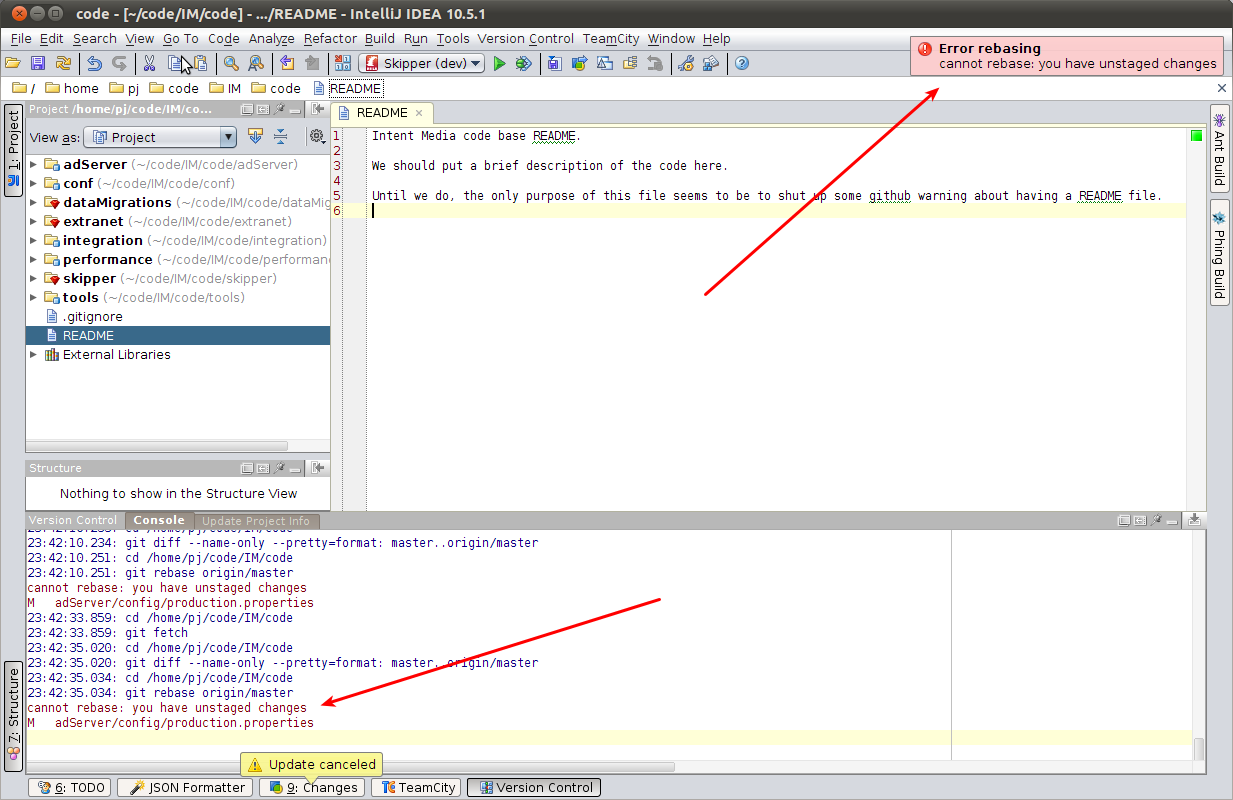 code - [~/code/IM/code] - .../README - IntelliJ IDEA 10.5.1
File Edit Search View Go To Code Analyze Refactor Build Run Tools Version Control TeamCity Window Help
Error rebasing
cannot rebase: you have unstaged changes
Skipper (dev)
/ home pj code IM code README
Project /home/pj/code/IM/co...
README
1: Project
View as: Project
adServer (~/code/IM/code/adServer)
conf (~/code/IM/code/conf)
dataMigrations (~/code/IM/code/dataMig
extranet (~/code/IM/code/extranet)
integration (~/code/IM/code/integration)
performance (~/code/IM/code/performan
skipper (~/code/IM/code/skipper)
tools (~/code/IM/code/tools)
.gitignore
README
External Libraries
1 Intent Media code base README.
2
3 We should put a brief description of the code here.
4
5 Until we do, the only purpose of this file seems to be to shut up some github warning about having a README file.
6
Ant Build
Phing Build
Structure
Nothing to show in the Structure View
Version Control Console Update Project Info
23:42:10.234: git diff --name-only --pretty=format: master..origin/master
23:42:10.251: cd /home/pj/code/IM/code
23:42:10.251: git rebase origin/master
cannot rebase: you have unstaged changes
M adServer/config/production.properties
23:42:33.859: cd /home/pj/code/IM/code
23:42:33.859: git fetch
23:42:35.020: cd /home/pj/code/IM/code
23:42:35.020: git diff --name-only --pretty=format: master..origin/master
23:42:35.034: cd /home/pj/code/IM/code
23:42:35.034: git rebase origin/master
cannot rebase: you have unstaged changes
M adServer/config/production.properties
7: Structure
Update canceled
6: TODO JSON Formatter 9: Changes TeamCity Version Control